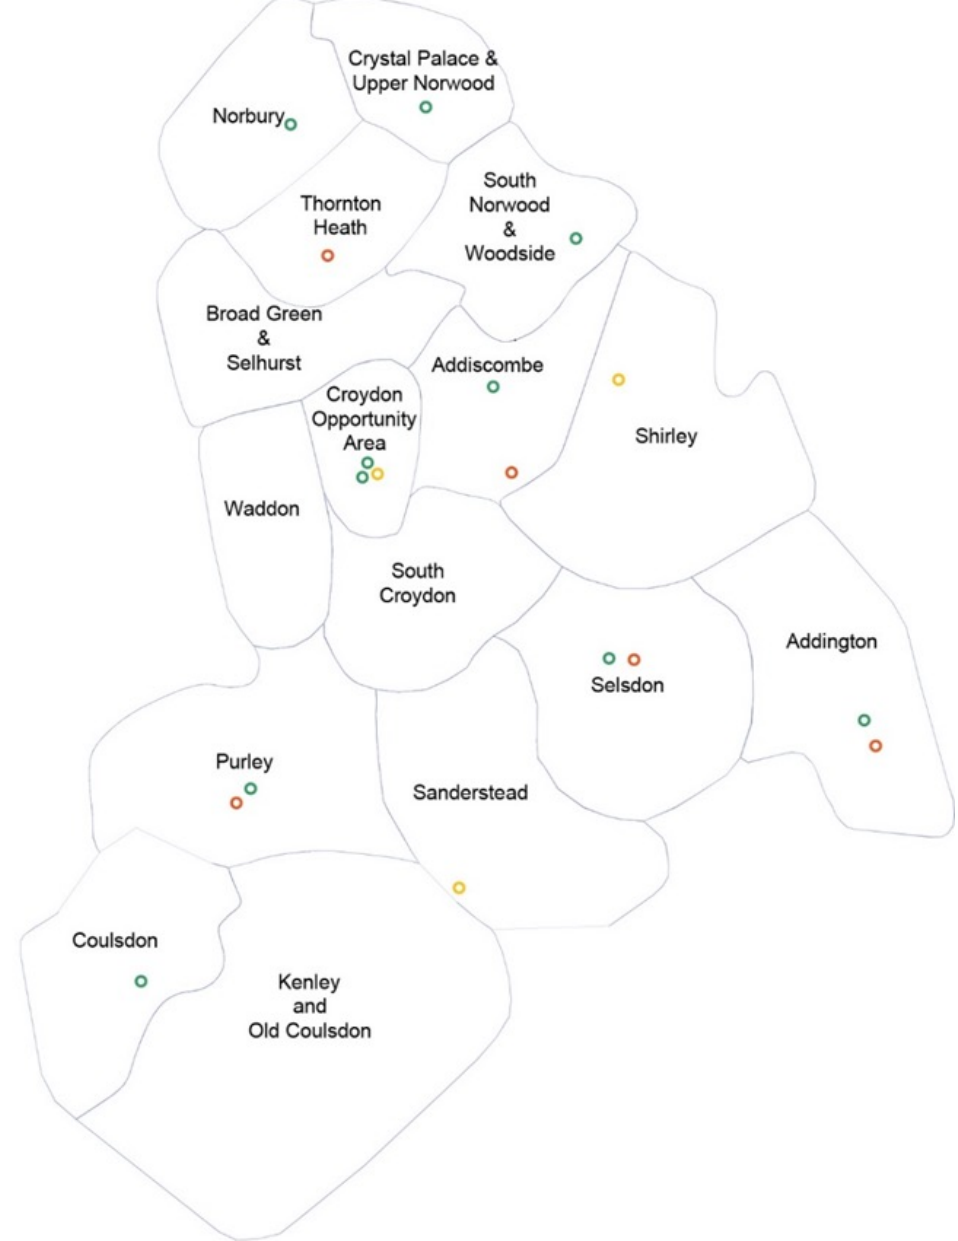 Crystal Palace &
Upper Norwood
Norbury
South
Norwood
&
Woodside
Thornton
Heath
Broad Green
&
Selhurst
Addiscombe
Croydon
Opportunity
Area
Shirley
Waddon
South
Croydon
Addington
Selsdon
Purley
Sanderstead
Coulsdon
Kenley
and
Old Coulsdon